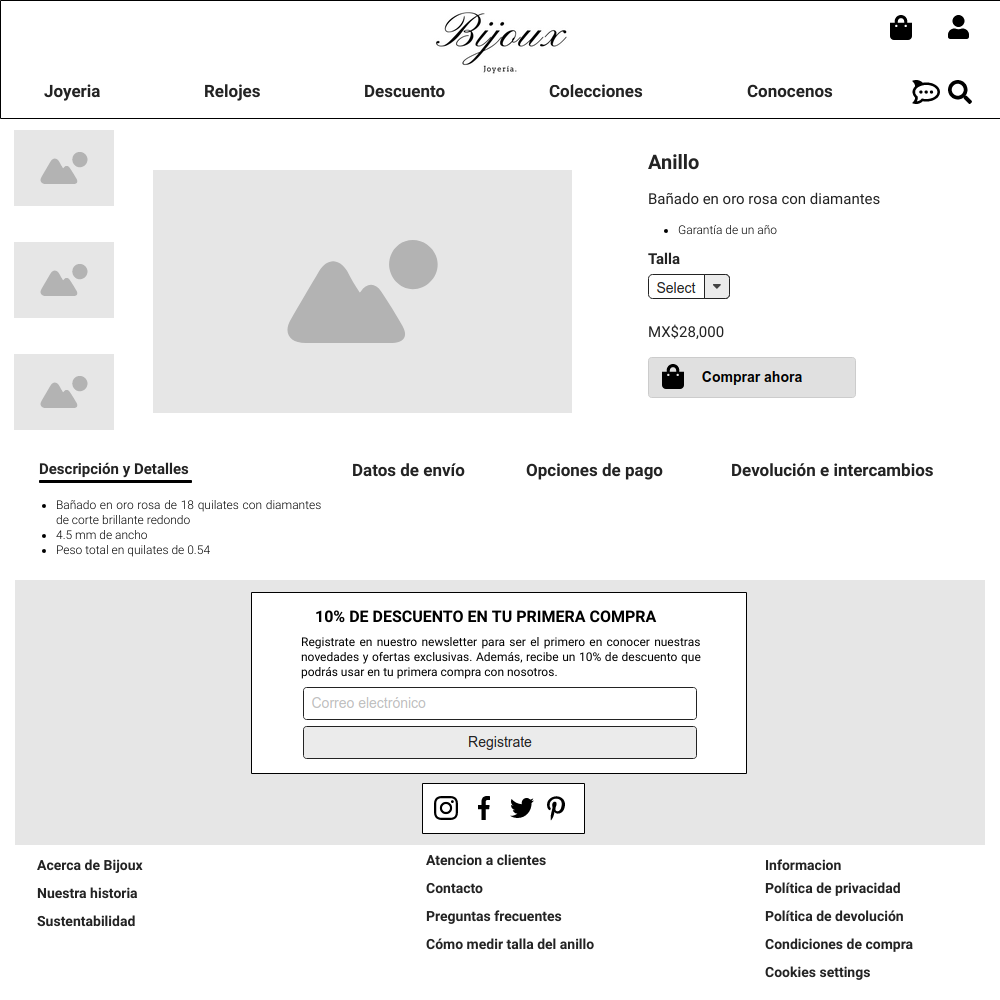 Bijoux
Joyería.
Joyeria
Relojes
Descuento
Colecciones
Conocenos
Anillo
Bañado en oro rosa con diamantes
• Garantía de un año
Talla
Select
MX$28,000
Comprar ahora
Descripción y Detalles
Datos de envío
Opciones de pago
Devolución e intercambios
• Bañado en oro rosa de 18 quilates con diamantes
de corte brillante redondo
• 4.5 mm de ancho
• Peso total en quilates de 0.54
10% DE DESCUENTO EN TU PRIMERA COMPRA
Registrate en nuestro newsletter para ser el primero en conocer nuestras
novedades y ofertas exclusivas. Además, recibe un 10% de descuento que
podrás usar en tu primera compra con nosotros.
Correo electrónico
Registrate
Acerca de Bijoux
Nuestra historia
Sustentabilidad
Atencion a clientes
Contacto
Preguntas frecuentes
Cómo medir talla del anillo
Informacion
Política de privacidad
Política de devolución
Condiciones de compra
Cookies settings